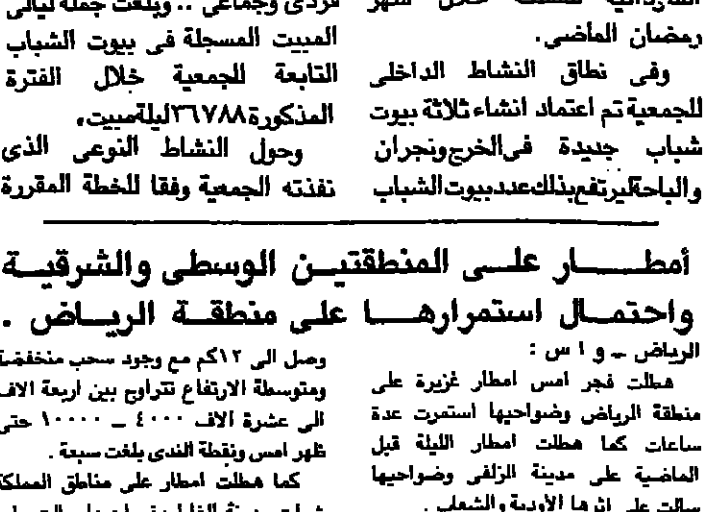 رمضان الماضى.
وفى نطاق النشاط الداخلى
للجمعية تم اعتماد انشاء ثلاثة بيوت
شباب جديدة فى الخرج ونجران
والباحة ليرتفع بذلك عدد بيوت الشباب
فردى وجماعى .. وبلغت جملة ليالى
المبيت المسجلة فى بيوت الشباب
التابعة للجمعية خلال الفترة
المذكورة ٣٦٧٨٨ ليلة مبيت.
وحول النشاط النوعى الذى
نفذته الجمعية وفقا للخطة المقررة
أمطار على المنطقتين الوسطى والشرقية
واحتمال استمرارها على منطقة الرياض .
الرياض ـ و ا س :
هطلت فجر امس امطار غزيرة على
منطقة الرياض وضواحيها استمرت عدة
ساعات كما هطلت امطار الليلة قبل
الماضية على مدينة الزلفى وضواحيها
سالت على اثرها الأودية والشعاب .
وصل الى ١٢كم مع وجود سحب منخفضة
ومتوسطة الارتفاع تتراوح بين اربعة الاف
الى عشرة الاف ٤٠٠٠ ــ ١٠٠٠٠ حتى
ظهر امس ونقطة الندى بلغت سبعة .
كما هطلت امطار على مناطق المملكة